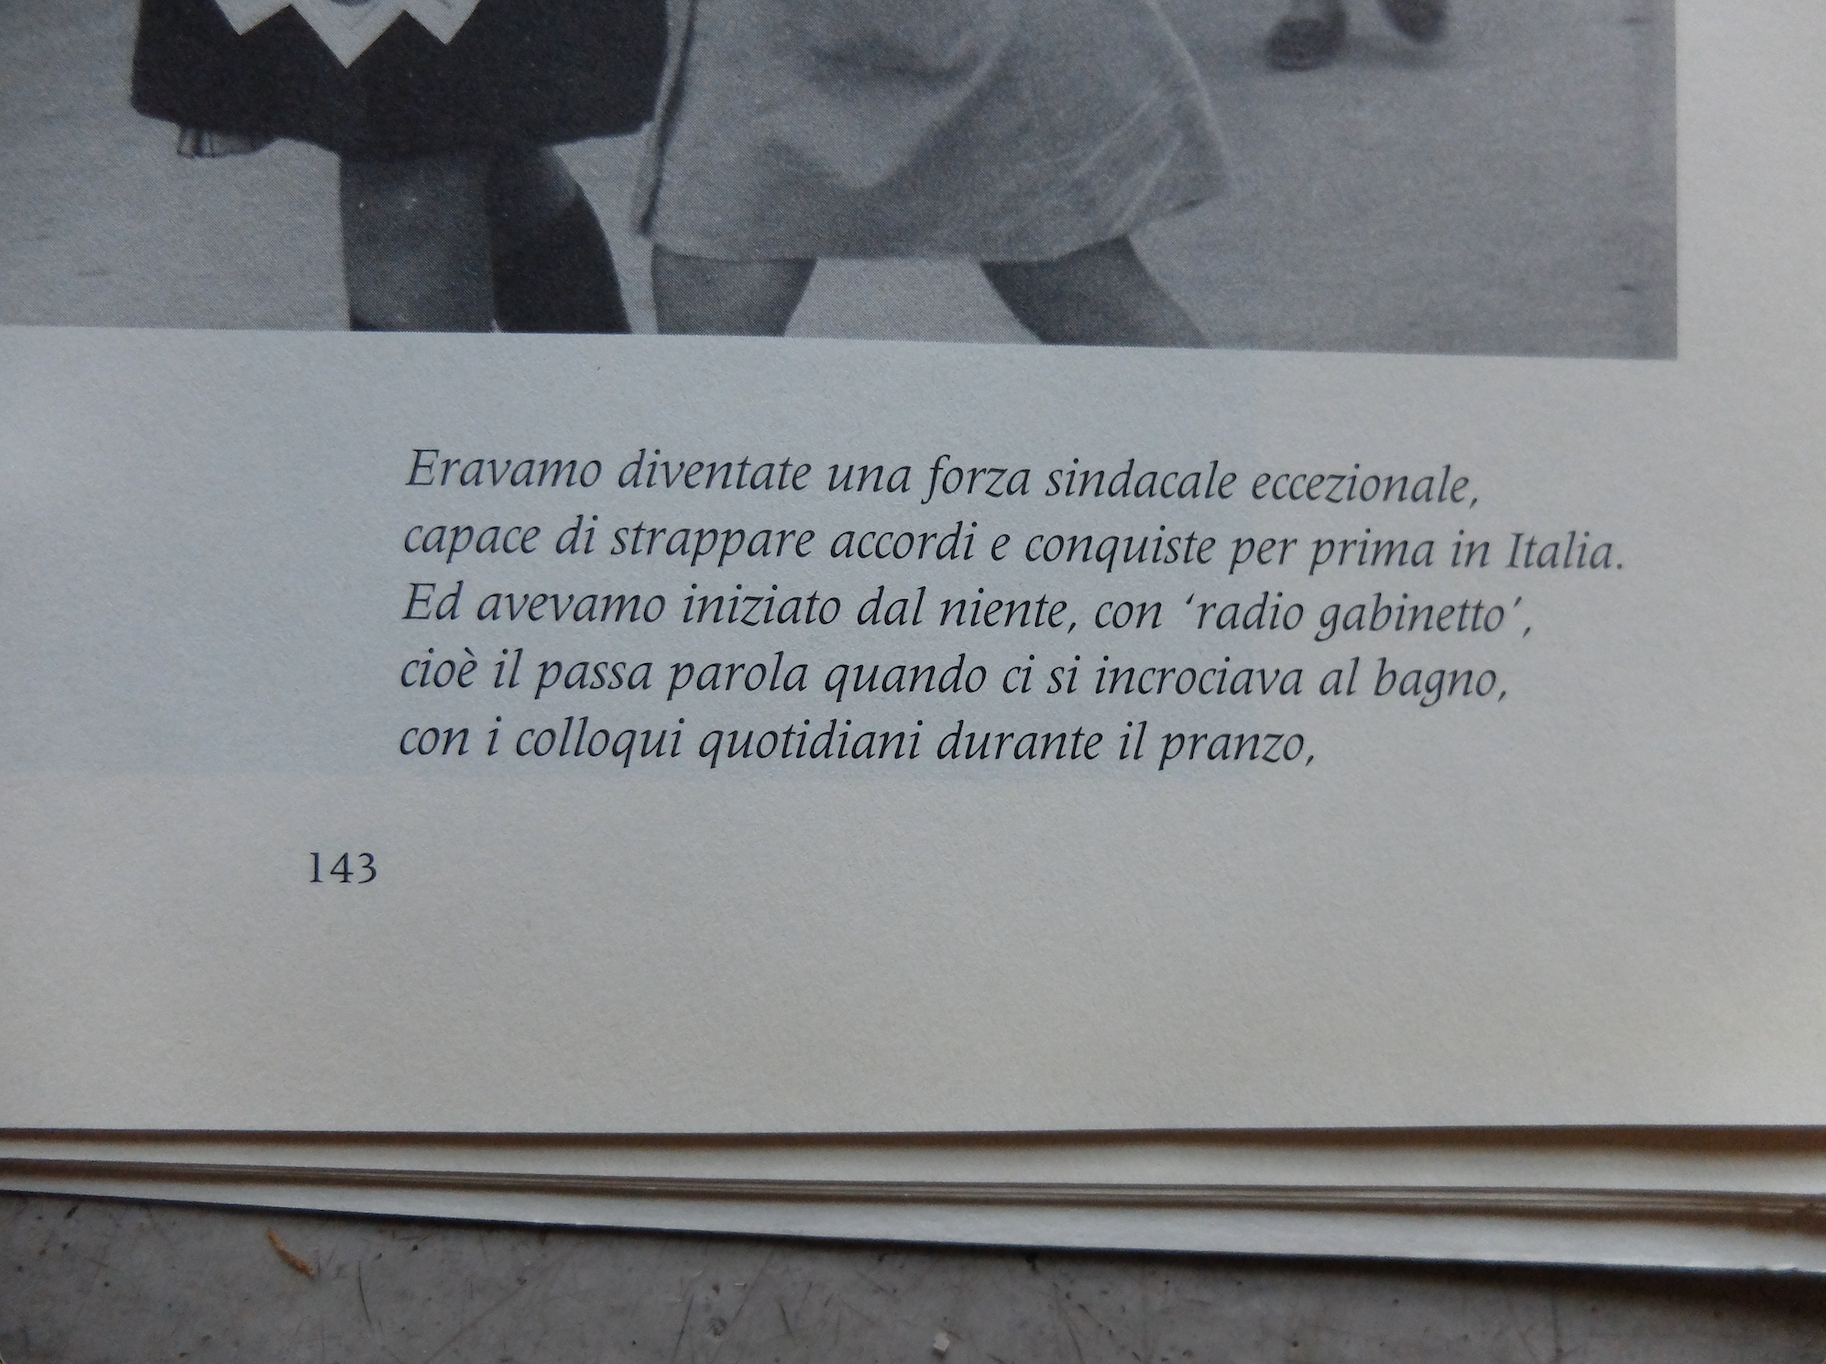 Eravamo diventate una forza sindacale eccezionale,
capace di strappare accordi e conquiste per prima in Italia.
Ed avevamo iniziato dal niente, con ‘radio gabinetto’,
cioè il passa parola quando ci si incrociava al bagno,
con i colloqui quotidiani durante il pranzo,
143